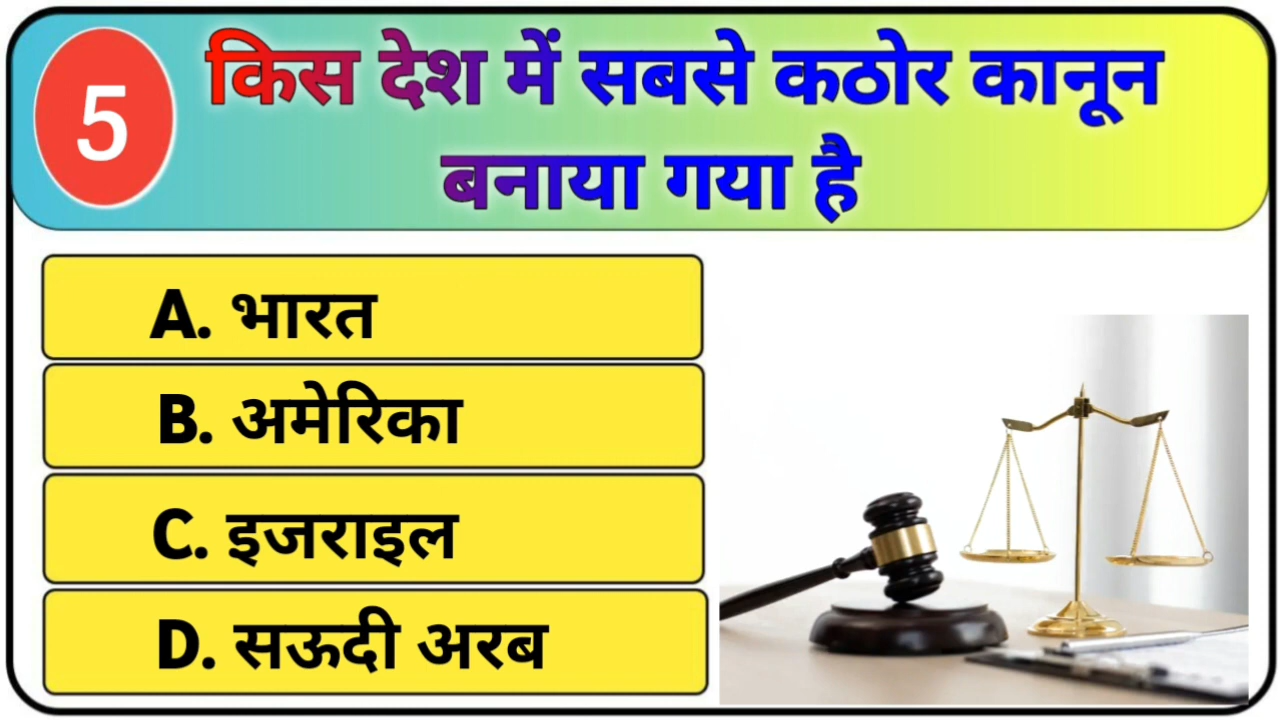 5
किस देश में सबसे कठोर कानून
बनाया गया है
A. भारत
B. अमेरिका
C. इजराइल
D. सऊदी अरब